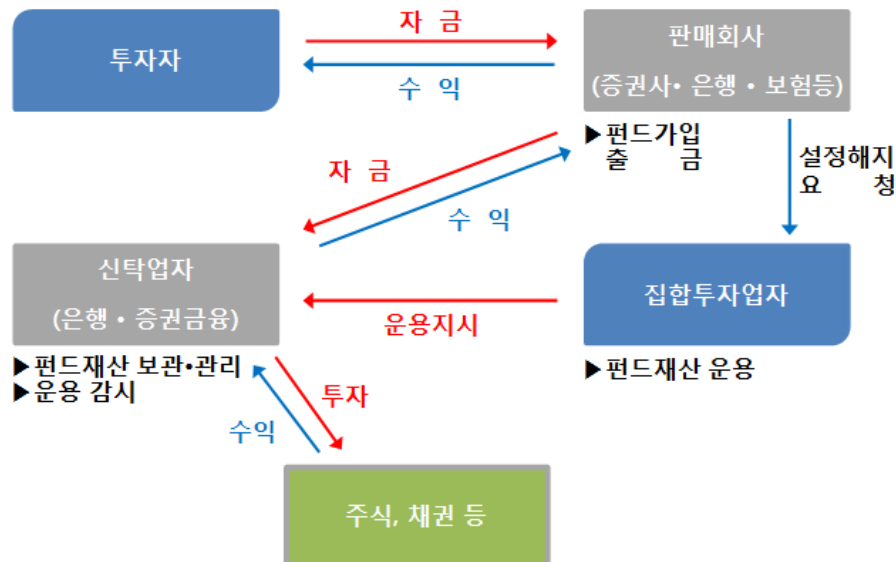 투자자
자 금
수 익
판매회사
(증권사• 은행 • 보험등)
▶펀드가입
출 금
설정해지
요 청
자 금
수 익
신탁업자
(은행 • 증권금융)
운용지시
집합투자업자
▶펀드재산 보관•관리
▶운용 감시
▶펀드재산 운용
투자
수익
주식, 채권 등